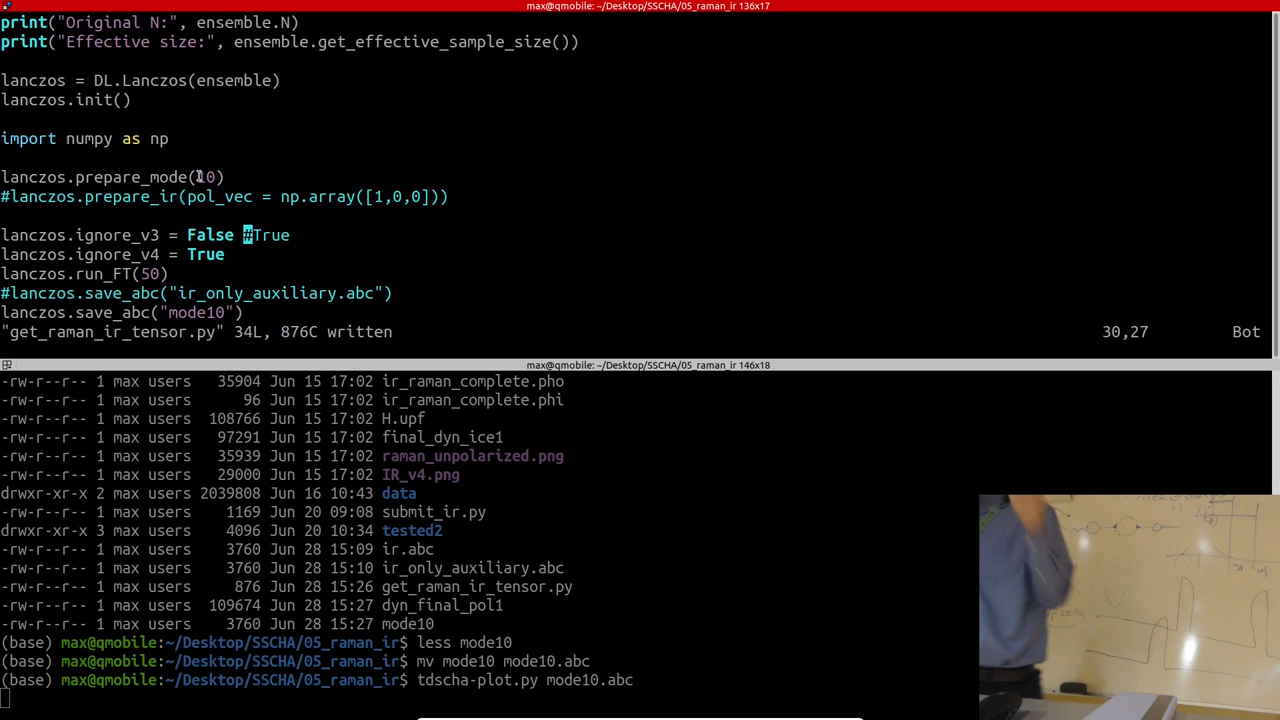 max@qmobile:~/Desktop/SSCHA/05_raman_ir 136x17
print("Original N:", ensemble.N)
print("Effective size:", ensemble.get_effective_sample_size())
lanczos = DL.Lanczos(ensemble)
lanczos.init()
import numpy as np
lanczos.prepare_mode(10)
#lanczos.prepare_ir(pol_vec = np.array([1,0,0]))
lanczos.ignore_v3 = False #True
lanczos.ignore_v4 = True
lanczos.run_FT(50)
#lanczos.save_abc("ir_only_auxiliary.abc")
lanczos.save_abc("mode10")
"get_raman_ir_tensor.py" 34L, 876C written 30,27 Bot
max@qmobile:~/Desktop/SSCHA/05_raman_ir 146x18
-rw-r--r-- 1 max users 35904 Jun 15 17:02 ir_raman_complete.pho
-rw-r--r-- 1 max users 96 Jun 15 17:02 ir_raman_complete.phi
-rw-r--r-- 1 max users 108766 Jun 15 17:02 H.upf
-rw-r--r-- 1 max users 97291 Jun 15 17:02 final_dyn_ice1
-rw-r--r-- 1 max users 35939 Jun 15 17:02 raman_unpolarized.png
-rw-r--r-- 1 max users 29000 Jun 15 17:02 IR_v4.png
drwxr-xr-x 2 max users 2039808 Jun 16 10:43 data
-rw-r--r-- 1 max users 1169 Jun 20 09:08 submit_ir.py
drwxr-xr-x 3 max users 4096 Jun 20 10:34 tested2
-rw-r--r-- 1 max users 3760 Jun 28 15:09 ir.abc
-rw-r--r-- 1 max users 3760 Jun 28 15:10 ir_only_auxiliary.abc
-rw-r--r-- 1 max users 876 Jun 28 15:26 get_raman_ir_tensor.py
-rw-r--r-- 1 max users 109674 Jun 28 15:27 dyn_final_pol1
-rw-r--r-- 1 max users 3760 Jun 28 15:27 mode10
(base) max@qmobile:~/Desktop/SSCHA/05_raman_ir$ less mode10
(base) max@qmobile:~/Desktop/SSCHA/05_raman_ir$ mv mode10 mode10.abc
(base) max@qmobile:~/Desktop/SSCHA/05_raman_ir$ tdscha-plot.py mode10.abc